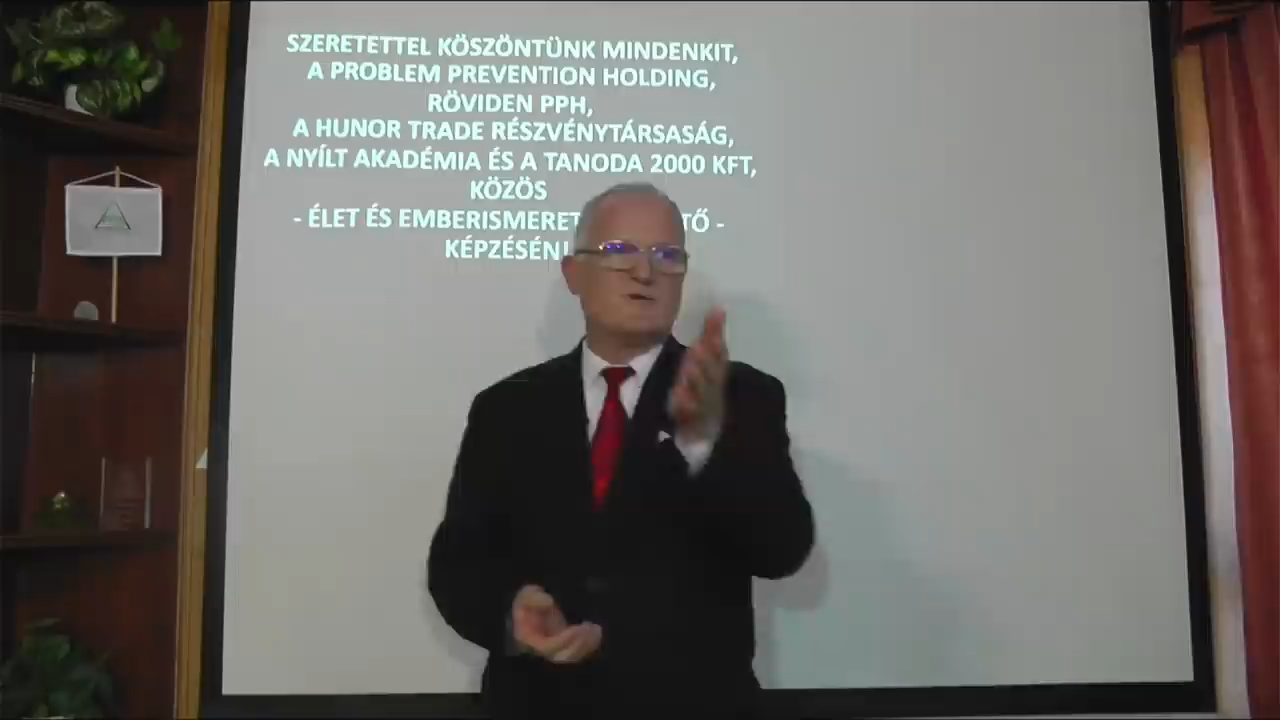 SZERETETTEL KÖSZÖNTÜNK MINDENKIT,
A PROBLEM PREVENTION HOLDING,
RÖVIDEN PPH,
A HUNOR TRADE RÉSZVÉNYTÁRSASÁG,
A NYÍLT AKADÉMIA ÉS A TANODA 2000 KFT,
KÖZÖS
- ÉLET ÉS EMBERISMERET TŐ -
KÉPZÉSÉN!